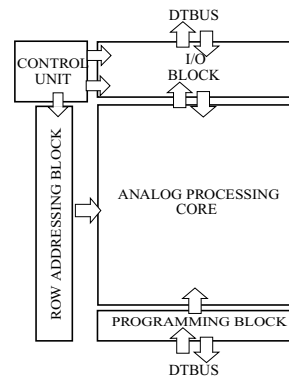 DTBUS
CONTROL
UNIT
I/O
BLOCK
ROW ADDRESSING BLOCK
ANALOG PROCESSING
CORE
PROGRAMMING BLOCK
DTBUS